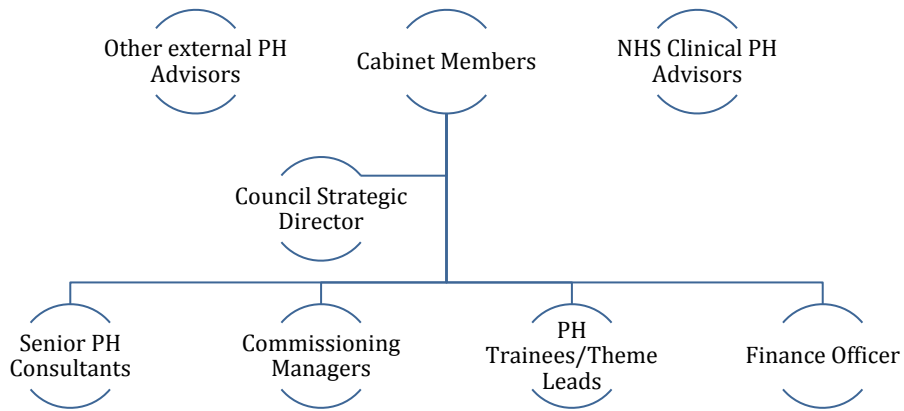 Other external PH
Advisors
Cabinet Members
NHS Clinical PH
Advisors
Council Strategic
Director
Senior PH
Consultants
Commissioning
Managers
PH
Trainees/Theme
Leads
Finance Officer